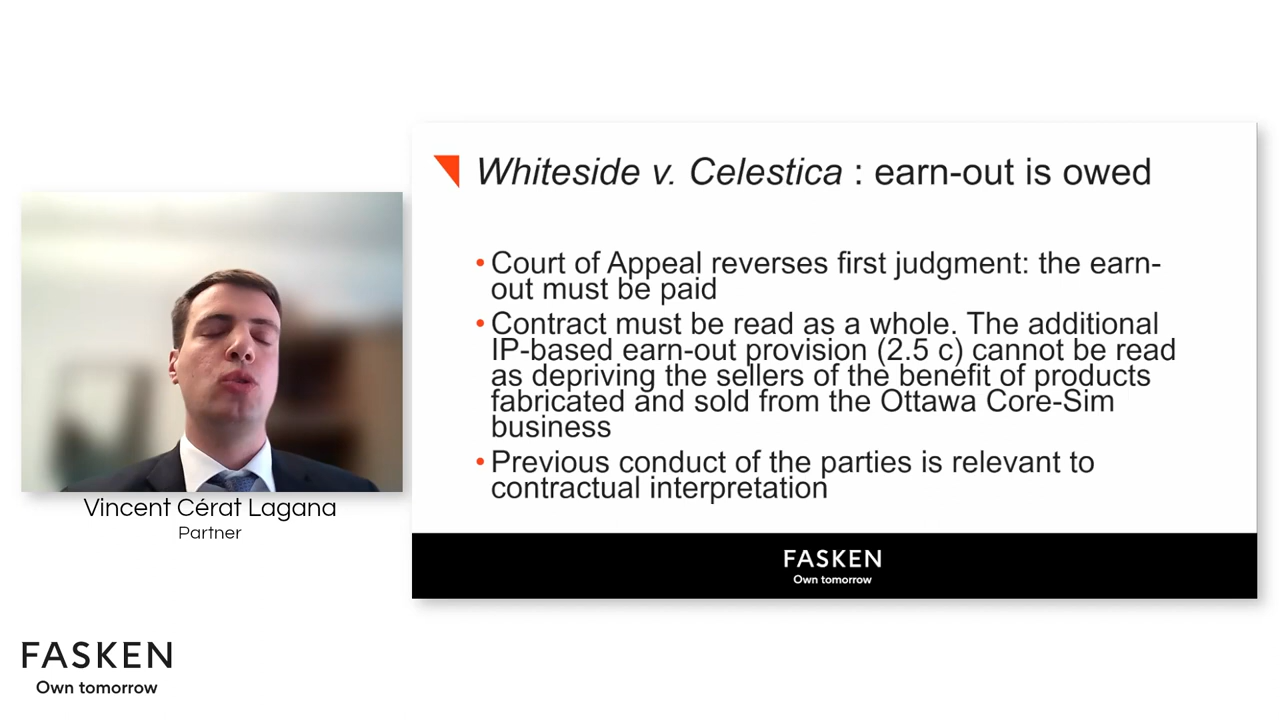 Whiteside v. Celestica : earn-out is owed
• Court of Appeal reverses first judgment: the earn-
out must be paid
• Contract must be read as a whole. The additional
IP-based earn-out provision (2.5 c) cannot be read
as depriving the sellers of the benefit of products
fabricated and sold from the Ottawa Core-Sim
business
• Previous conduct of the parties is relevant to
contractual interpretation
FASKEN
Own tomorrow
Vincent Cérat Lagana
Partner
FASKEN
Own tomorrow